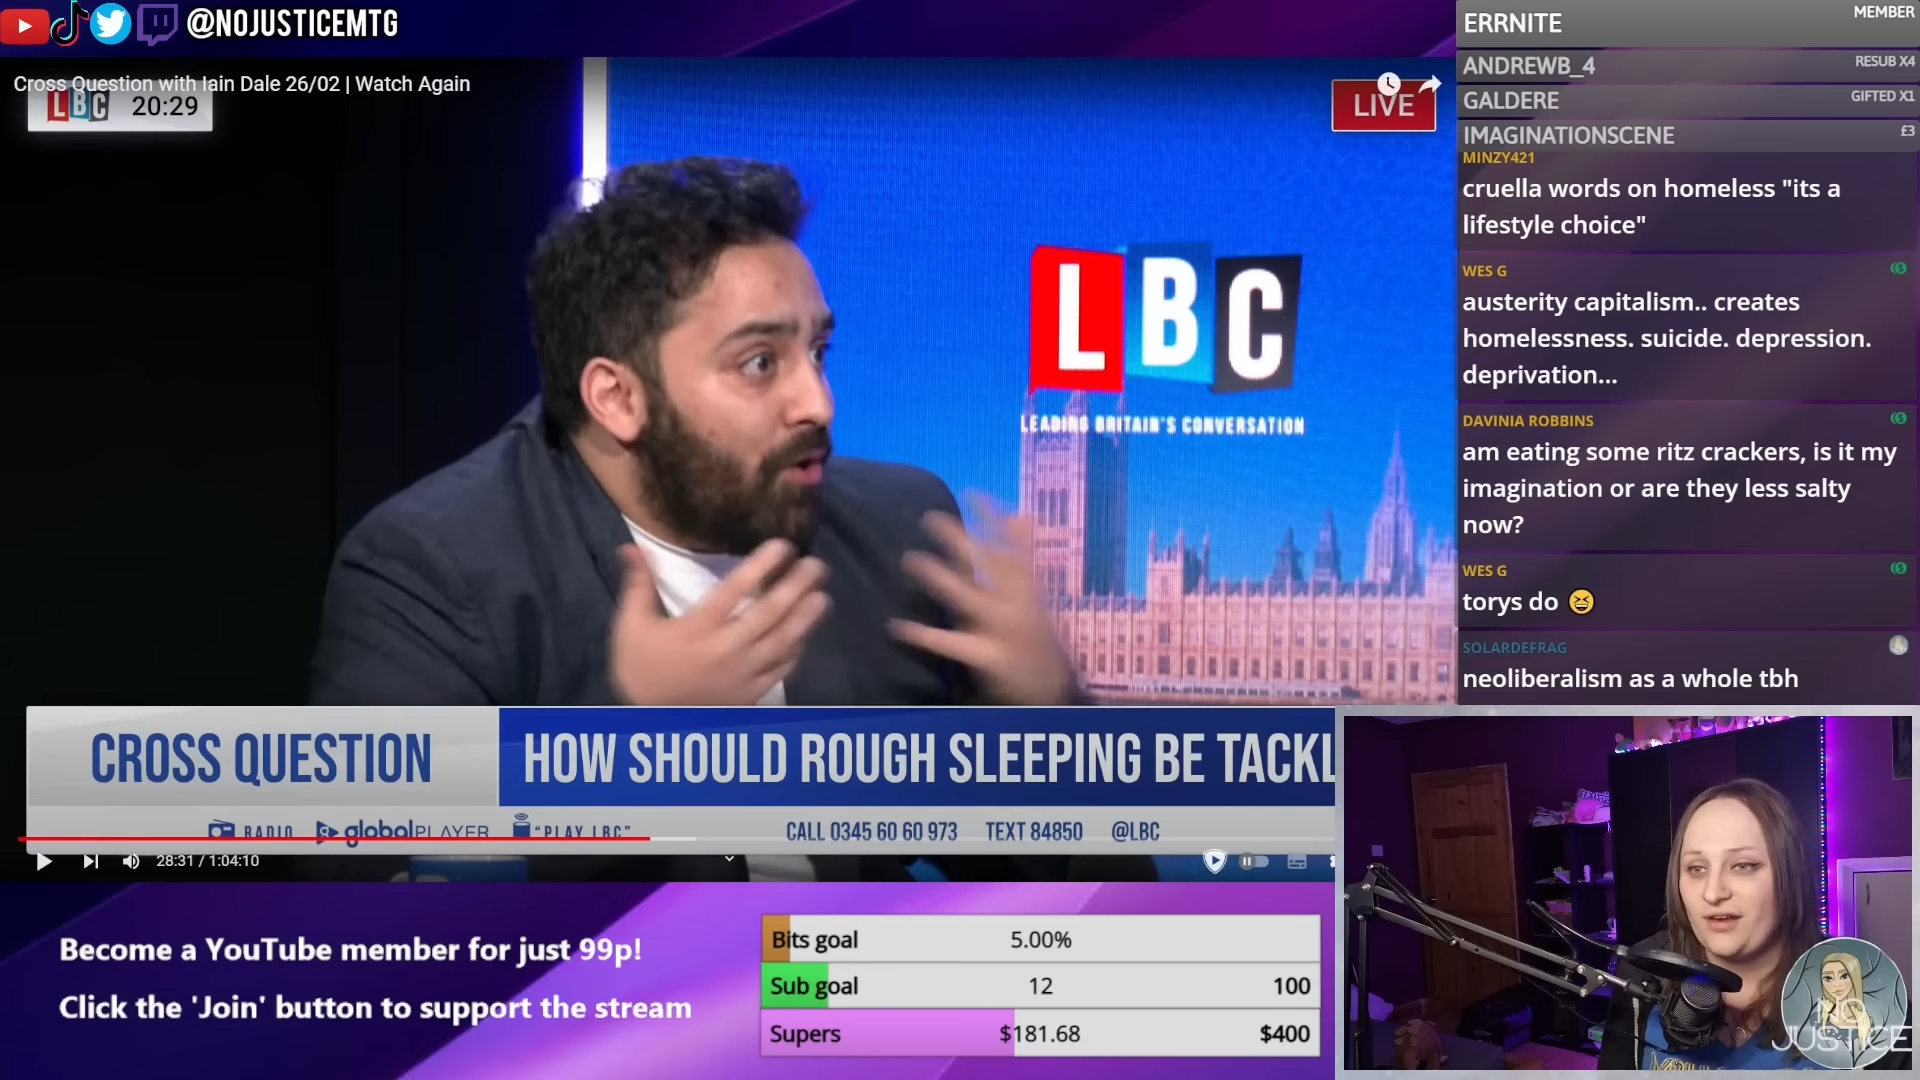 @NOJUSTICEMTG
Cross Question with Iain Dale 26/02 | Watch Again
LBC 20:29
LIVE
LBC
LEADING BRITAIN'S CONVERSATION
CROSS QUESTION
HOW SHOULD ROUGH SLEEPING BE TACKL
RADIO
globalPLAYER
"PLAY LBC"
CALL 0345 60 60 973
TEXT 84850
@LBC
28:31 / 1:04:10
Become a YouTube member for just 99p!
Click the 'Join' button to support the stream
Bits goal 5.00%
Sub goal 12 100
Supers $181.68 $400
ERRNITE MEMBER
ANDREWB_4 RESUB X4
GALDERE GIFTED X1
IMAGINATIONSCENE £3
MINZY421
cruella words on homeless "its a
lifestyle choice"
WES G
austerity capitalism.. creates
homelessness. suicide. depression.
deprivation...
DAVINIA ROBBINS
am eating some ritz crackers, is it my
imagination or are they less salty
now?
WES G
torys do 😆
SOLARDEFRAG
neoliberalism as a whole tbh
NO
JUSTICE